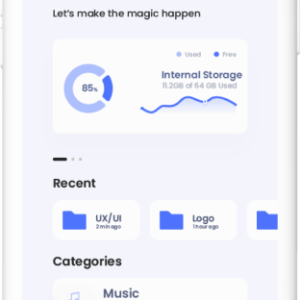 Let's make the magic happen
Used Free
85%
Internal Storage
11.2GB of 64 GB Used
Recent
UX/UI
2 min ago
Logo
1 hour ago
Categories
Music